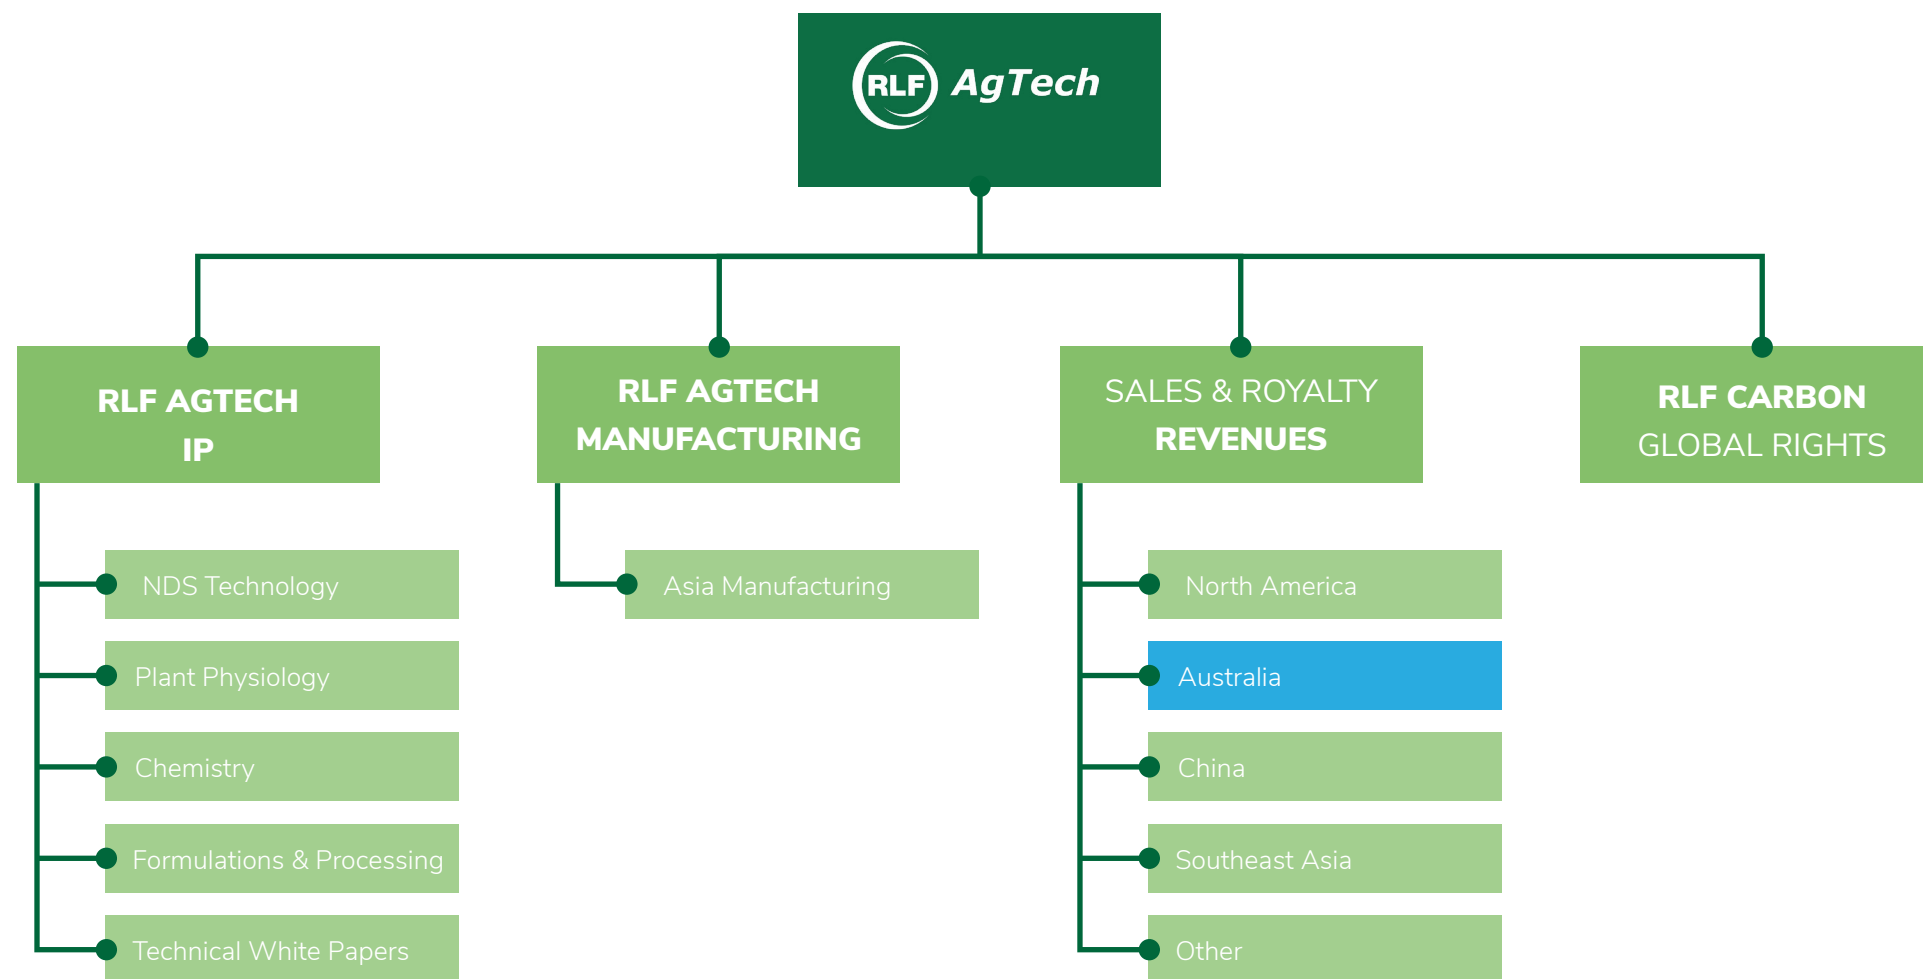 RLF AgTech
RLF AGTECH
IP
NDS Technology
Plant Physiology
Chemistry
Formulations & Processing
Technical White Papers
RLF AGTECH
MANUFACTURING
Asia Manufacturing
SALES & ROYALTY
REVENUES
North America
Australia
China
Southeast Asia
Other
RLF CARBON
GLOBAL RIGHTS